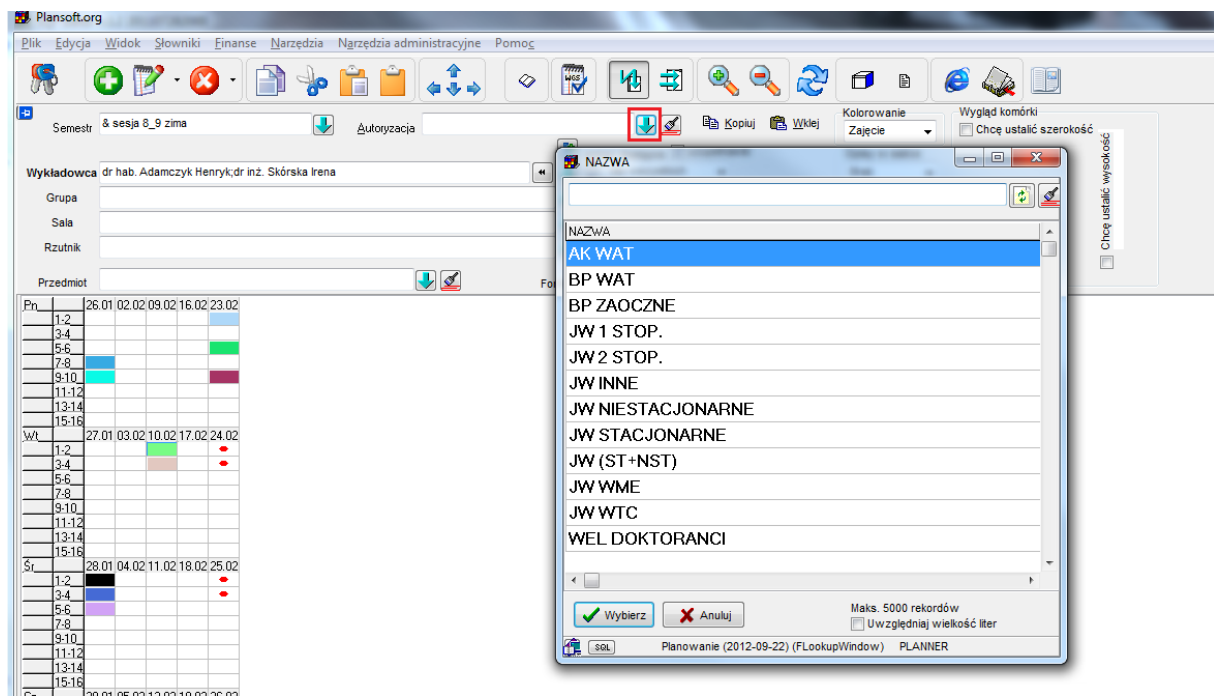 Plansoft.org
Plik Edycja Widok Słowniki Finanse Narzędzia Narzędzia administracyjne Pomoc
WGS
Semestr & sesja 8_9 zima Autoryzacja Kopiuj Wklej
Kolorowanie
Zajęcie
Wygląd komórki
Chcę ustalić szerokość
Chcę ustalić wysokość
Wykładowca dr hab. Adamczyk Henryk;dr inż. Skórska Irena
Grupa
Sala
Rzutnik
Przedmiot
NAZWA
NAZWA
AK WAT
BP WAT
BP ZAOCZNE
JW 1 STOP.
JW 2 STOP.
JW INNE
JW NIESTACJONARNE
JW STACJONARNE
JW (ST+NST)
JW WME
JW WTC
WEL DOKTORANCI
Wybierz Anuluj
Maks. 5000 rekordów
Uwzględniaj wielkość liter
SQL Planowanie (2012-09-22) (FLookupWindow) PLANNER
Pn 26.01 02.02 09.02 16.02 23.02
1-2
3-4
5-6
7-8
9-10
11-12
13-14
15-16
Wt 27.01 03.02 10.02 17.02 24.02
1-2
3-4
5-6
7-8
9-10
11-12
13-14
15-16
Śr 28.01 04.02 11.02 18.02 25.02
1-2
3-4
5-6
7-8
9-10
11-12
13-14
15-16